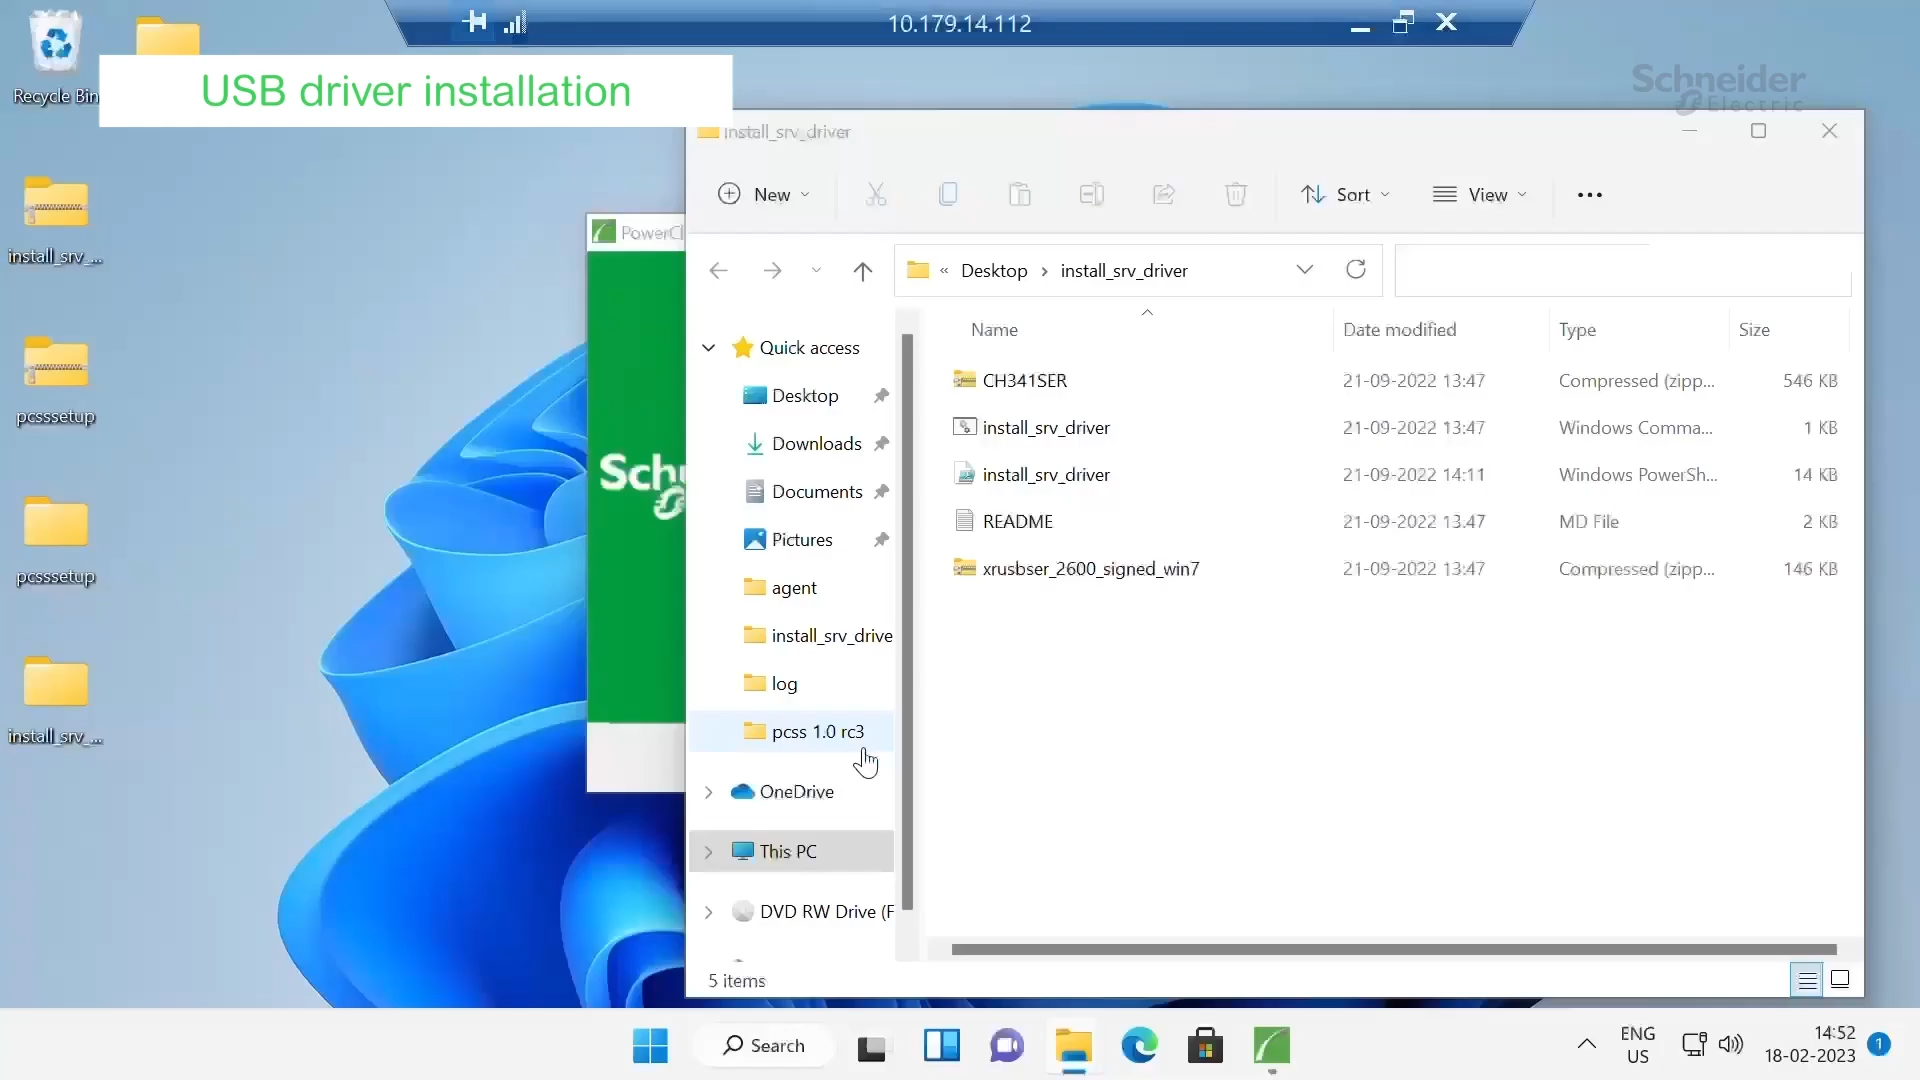 10.179.14.112
Recycle Bin
USB driver installation
Schneider
Electric
install_srv_driver
New
Sort
View
install_srv_...
PowerCl
Desktop
install_srv_driver
Name
Date modified
Type
Size
Quick access
Desktop
Downloads
Documents
Pictures
agent
install_srv_drive
log
pcss 1.0 rc3
OneDrive
This PC
DVD RW Drive (F
CH341SER 21-09-2022 13:47 Compressed (zipp... 546 KB
install_srv_driver 21-09-2022 13:47 Windows Comma... 1 KB
install_srv_driver 21-09-2022 14:11 Windows PowerSh... 14 KB
README 21-09-2022 13:47 MD File 2 KB
xrusbser_2600_signed_win7 21-09-2022 13:47 Compressed (zipp... 146 KB
pcsssetup
Sch
pcsssetup
install_srv_...
5 items
Search
ENG
US
14:52
18-02-2023
1